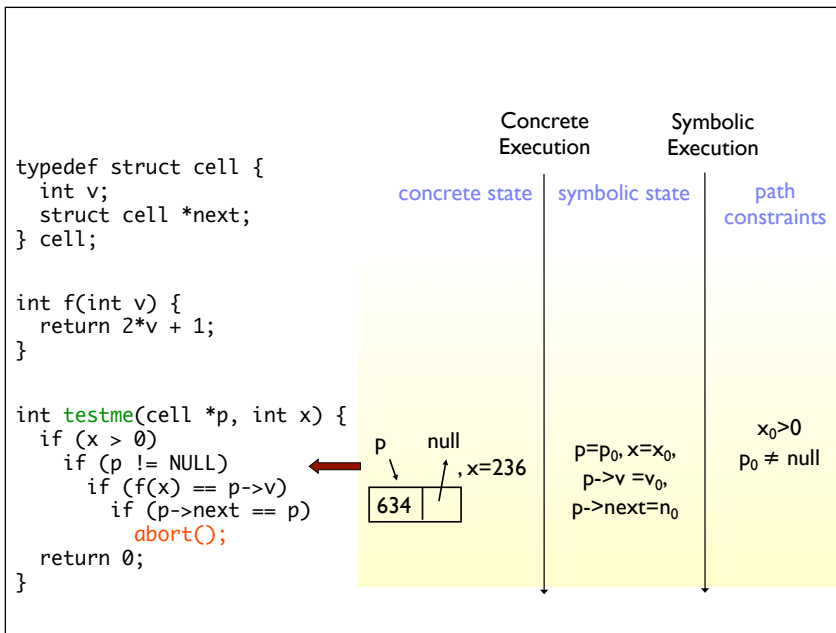 typedef struct cell {
  int v;
  struct cell *next;
} cell;
int f(int v) {
  return 2*v + 1;
}
int testme(cell *p, int x) {
  if (x > 0)
    if (p != NULL)
      if (f(x) == p->v)
        if (p->next == p)
          abort();
  return 0;
}
Concrete
Execution
Symbolic
Execution
concrete state
symbolic state
path
constraints
p
null
634
, x=236
p=p₀, x=x₀,
p->v =v₀,
p->next=n₀
x₀>0
p₀ ≠ null